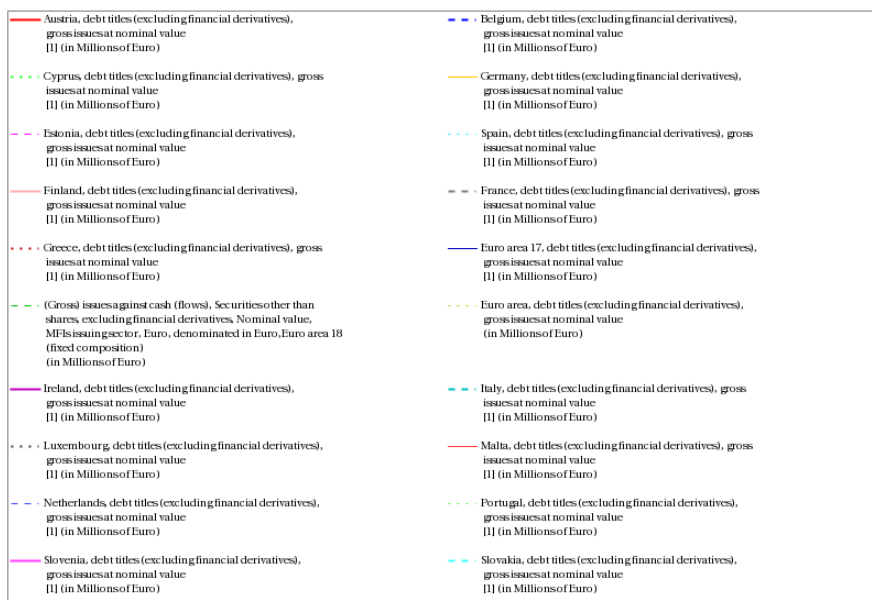 Austria, debt titles (excluding financial derivatives),
gross issues at nominal value
[1] (in Millions of Euro)
Cyprus, debt titles (excluding financial derivatives), gross
issues at nominal value
[1] (in Millions of Euro)
Estonia, debt titles (excluding financial derivatives),
gross issues at nominal value
[1] (in Millions of Euro)
Finland, debt titles (excluding financial derivatives),
gross issues at nominal value
[1] (in Millions of Euro)
Greece, debt titles (excluding financial derivatives), gross
issues at nominal value
[1] (in Millions of Euro)
(Gross) issues against cash (flows), Securities other than
shares, excluding financial derivatives, Nominal value,
MFIs issuing sector, Euro, denominated in Euro, Euro area 18
(fixed composition)
(in Millions of Euro)
Ireland, debt titles (excluding financial derivatives),
gross issues at nominal value
[1] (in Millions of Euro)
Luxembourg, debt titles (excluding financial derivatives),
gross issues at nominal value
[1] (in Millions of Euro)
Netherlands, debt titles (excluding financial derivatives),
gross issues at nominal value
[1] (in Millions of Euro)
Slovenia, debt titles (excluding financial derivatives),
gross issues at nominal value
[1] (in Millions of Euro)
Belgium, debt titles (excluding financial derivatives),
gross issues at nominal value
[1] (in Millions of Euro)
Germany, debt titles (excluding financial derivatives),
gross issues at nominal value
[1] (in Millions of Euro)
Spain, debt titles (excluding financial derivatives), gross
issues at nominal value
[1] (in Millions of Euro)
France, debt titles (excluding financial derivatives), gross
issues at nominal value
[1] (in Millions of Euro)
Euro area 17, debt titles (excluding financial derivatives),
gross issues at nominal value
[1] (in Millions of Euro)
Euro area, debt titles (excluding financial derivatives),
gross issues at nominal value
(in Millions of Euro)
Italy, debt titles (excluding financial derivatives), gross
issues at nominal value
[1] (in Millions of Euro)
Malta, debt titles (excluding financial derivatives), gross
issues at nominal value
[1] (in Millions of Euro)
Portugal, debt titles (excluding financial derivatives),
gross issues at nominal value
[1] (in Millions of Euro)
Slovakia, debt titles (excluding financial derivatives),
gross issues at nominal value
[1] (in Millions of Euro)